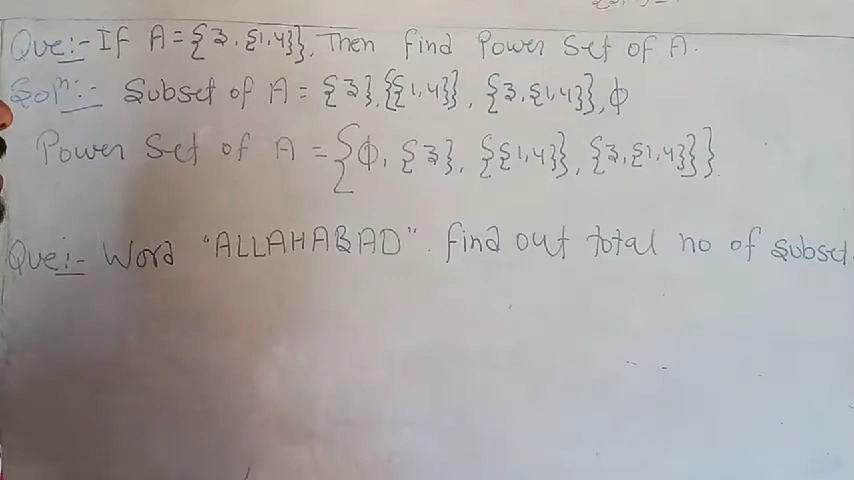 Que:- If A = {3, {1,4}}, Then find Power Set of A.
Solⁿ:- Subset of A = {3}, {{1,4}}, {3, {1,4}}, ϕ
Power Set of A = {ϕ, {3}, {{1,4}}, {3, {1,4}}}.
Que:- Word "ALLAHABAD". find out total no of subset.